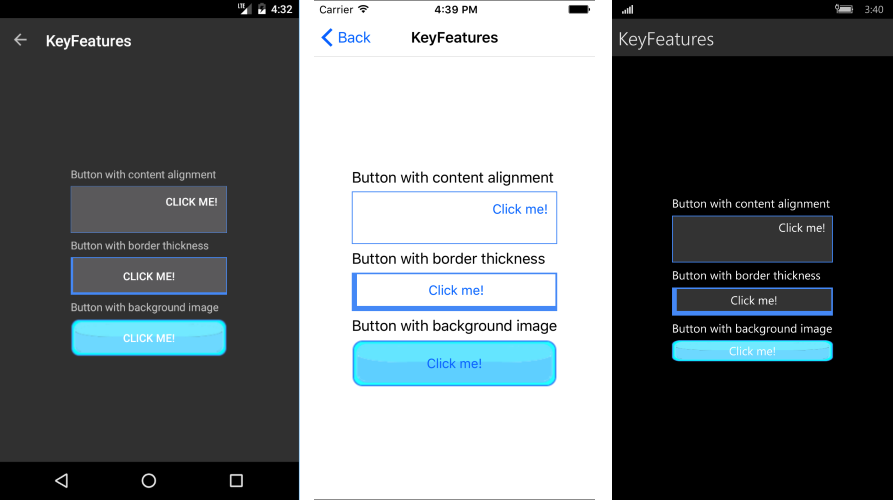 LTE 4:32
KeyFeatures
Button with content alignment
CLICK ME!
Button with border thickness
CLICK ME!
Button with background image
CLICK ME!
Carrier 4:39 PM
Back KeyFeatures
Button with content alignment
Click me!
Button with border thickness
Click me!
Button with background image
Click me!
3:40
KeyFeatures
Button with content alignment
Click me!
Button with border thickness
Click me!
Button with background image
Click me!